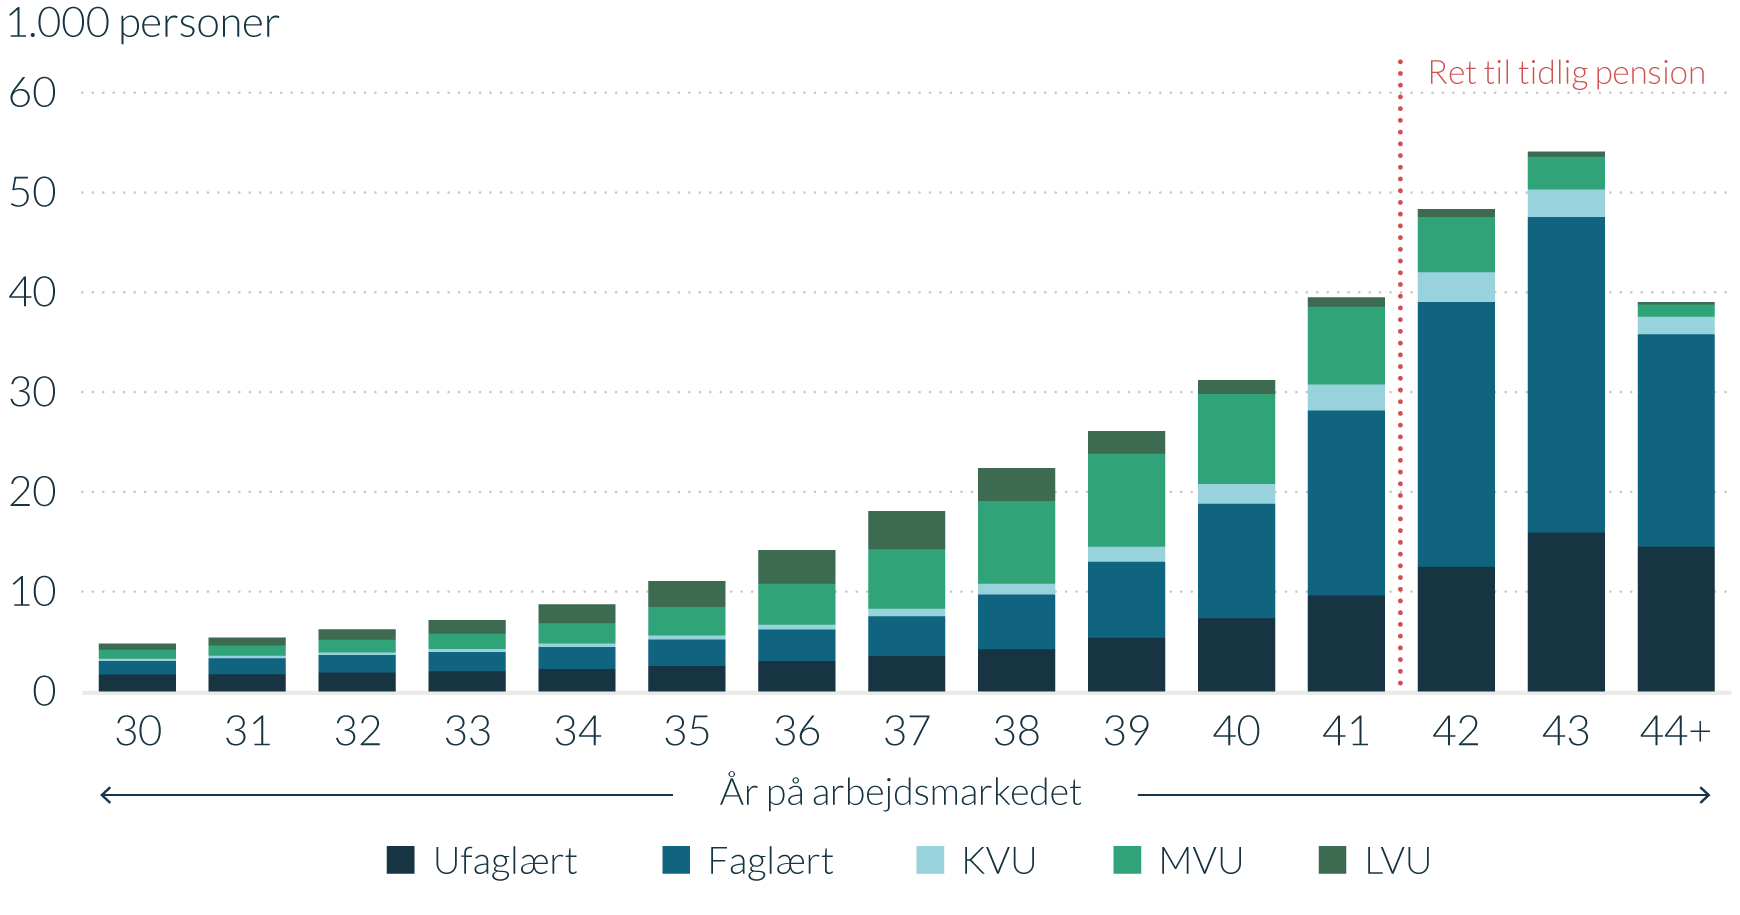 1.000 personer
Ret til tidlig pension
60
50
40
30
20
10
0
30 31 32 33 34 35 36 37 38 39 40 41 42 43 44+
År på arbejdsmarkedet
Ufaglært Faglært KVU MVU LVU